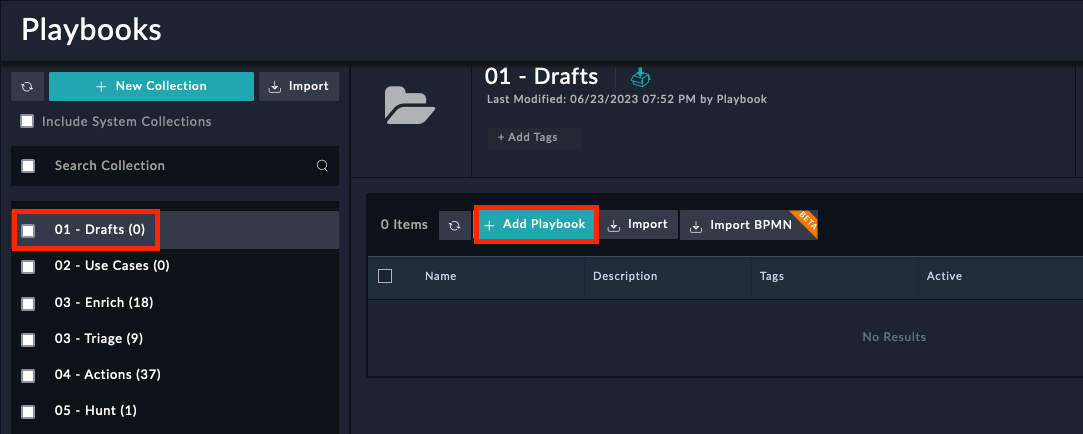 Playbooks
+ New Collection
Import
Include System Collections
Search Collection
01 - Drafts (0)
02 - Use Cases (0)
03 - Enrich (18)
03 - Triage (9)
04 - Actions (37)
05 - Hunt (1)
01 - Drafts
Last Modified: 06/23/2023 07:52 PM by Playbook
+ Add Tags
0 Items
+ Add Playbook
Import
Import BPMN
BETA
Name Description Tags Active
No Results